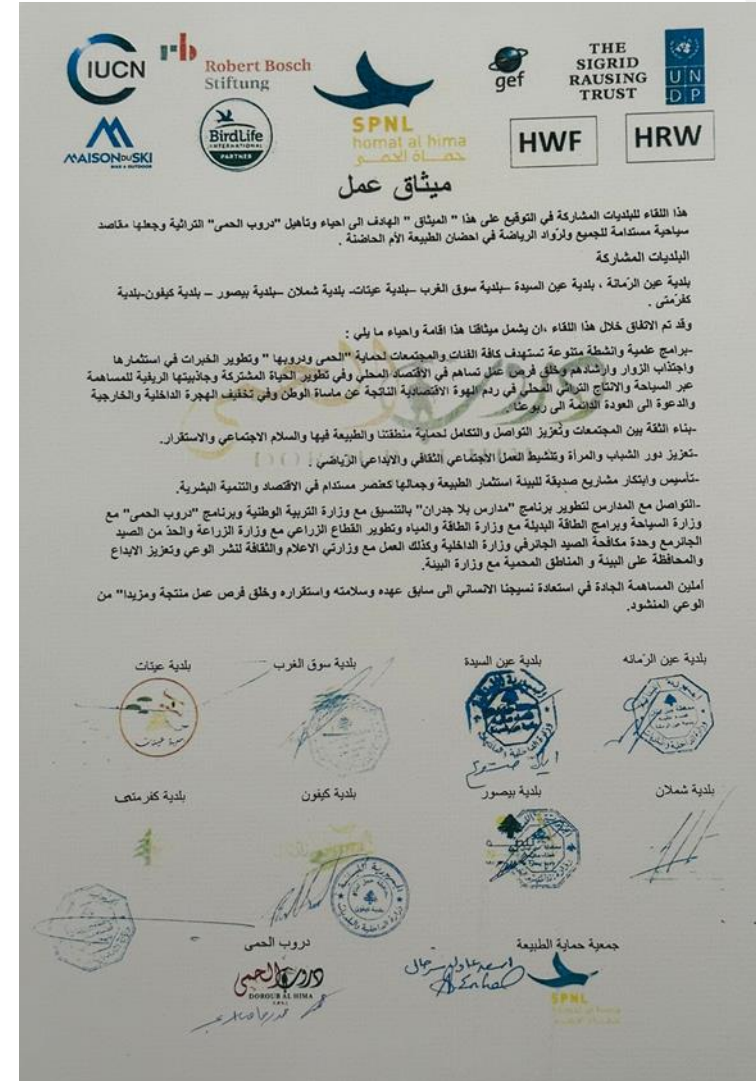 IUCN
Robert Bosch
Stiftung
SPNL
homat al hima
حماة الحمى
gef
THE
SIGRID
RAUSING
TRUST
U N
D P
MAISONDUSKI
BirdLife
INTERNATIONAL
PARTNER
HWF
HRW
ميثاق عمل
هذا اللقاء للبلديات المشاركة في التوقيع على هذا " الميثاق " الهادف الى احياء وتأهيل "دروب الحمى" التراثية وجعلها مقاصد
سياحية مستدامة للجميع ولرُواد الرياضة في احضان الطبيعة الأم الحاضنة .
البلديات المشاركة
بلدية عين الرّمانة ، بلدية عين السيدة –بلدية سوق الغرب –بلدية عيتات- بلدية شملان –بلدية بيصور – بلدية كيفون-بلدية
كفرمتى .
وقد تم الاتفاق خلال هذا اللقاء ،ان يشمل ميثاقنا هذا اقامة واحياء ما يلي :
-برامج علمية وانشطة متنوعة تستهدف كافة الفئات والمجتمعات لحماية "الحمى ودروبها " وتطوير الخبرات في استثمارها
واجتذاب الزوار وارشادهم وخلق فرص عمل تساهم في الاقتصاد المحلي وفي تطوير الحياة المشتركة وجاذبيتها الريفية للمساهمة
عبر السياحة والانتاج التراثي المحلي في ردم الهوة الاقتصادية الناتجة عن ماساة الوطن وفي تخفيف الهجرة الداخلية والخارجية
والدعوة الى العودة الدائمة الى ربوعنا .
-بناء الثقة بين المجتمعات وتعزيز التواصل والتكامل لحماية منطقتنا والطبيعة فيها والسلام الاجتماعي والاستقرار.
-تعزيز دور الشباب والمرأة وتنشيط العمل الاجتماعي الثقافي والابداعي الرّياضي .
-تأسيس وابتكار مشاريع صديقة للبيئة استثمار الطبيعة وجمالها كعنصر مستدام في الاقتصاد والتنمية البشرية.
-التواصل مع المدارس لتطوير برنامج "مدارس بلا جدران" بالتنسيق مع وزارة التربية الوطنية وبرنامج "دروب الحمى" مع
وزارة السياحة وبرامج الطاقة البديلة مع وزارة الطاقة والمياه وتطوير القطاع الزراعي مع وزارة الزراعة والحد من الصيد
الجائرمع وحدة مكافحة الصيد الجائرفي وزارة الداخلية وكذلك العمل مع وزارتي الاعلام والثقافة لنشر الوعي وتعزيز الابداع
والمحافظة على البيئة و المناطق المحمية مع وزارة البيئة.
أملين المساهمة الجادة في استعادة نسيجنا الانساني الى سابق عهده وسلامته واستقراره وخلق فرص عمل منتجة ومزيدا" من
الوعي المنشود.
بلدية عين الرّمانه
بلدية عين السيدة
بلدية سوق الغرب
بلدية عيتات
بلدية شملان
بلدية بيصور
بلدية كيفون
بلدية كفرمتى
جمعية حماية الطبيعة
دروب الحمى
SPNL
دروب الحمى
DOROUB AL HIMA